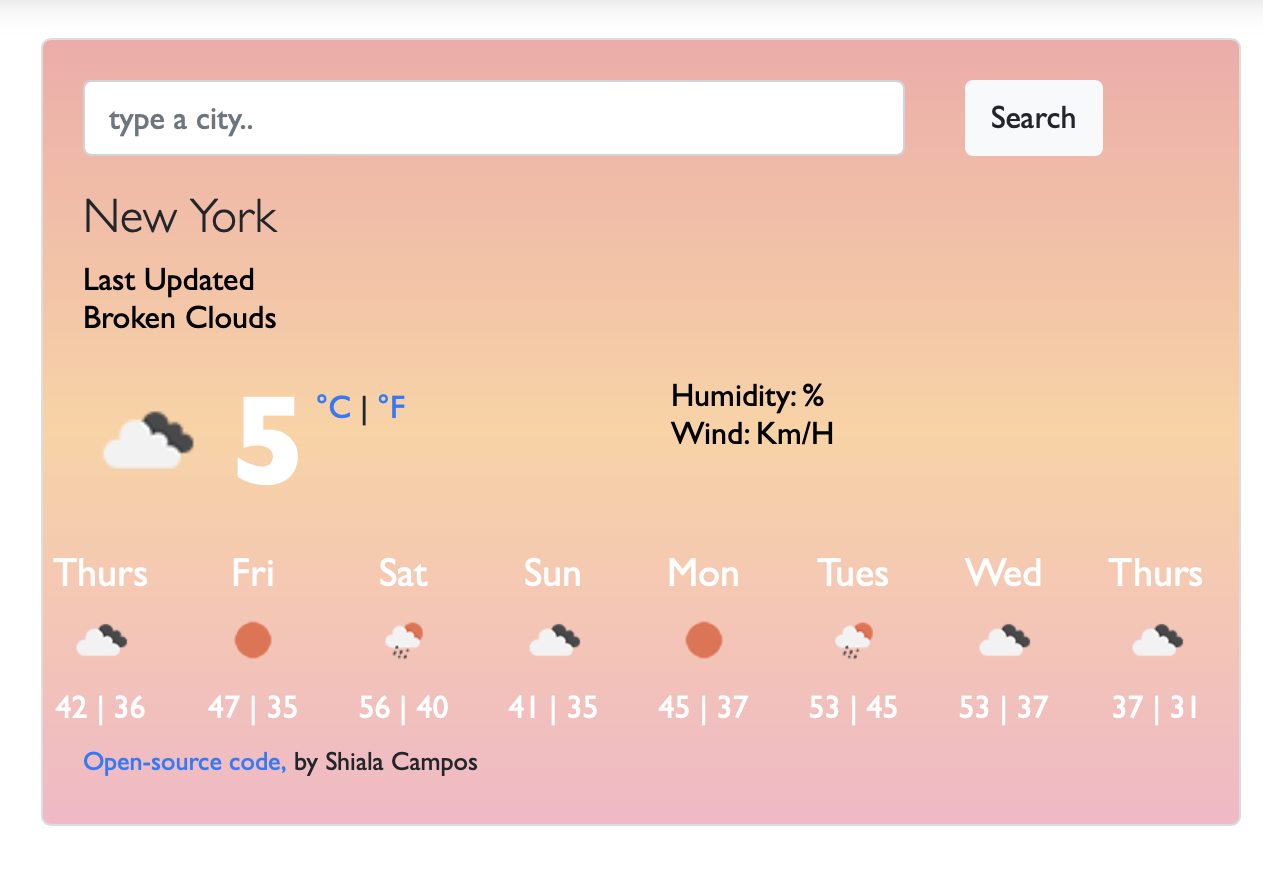 type a city..
Search
New York
Last Updated
Broken Clouds
5 °C | °F
Humidity: %
Wind: Km/H
Thurs Fri Sat Sun Mon Tues Wed Thurs
42 | 36 47 | 35 56 | 40 41 | 35 45 | 37 53 | 45 53 | 37 37 | 31
Open-source code, by Shiala Campos